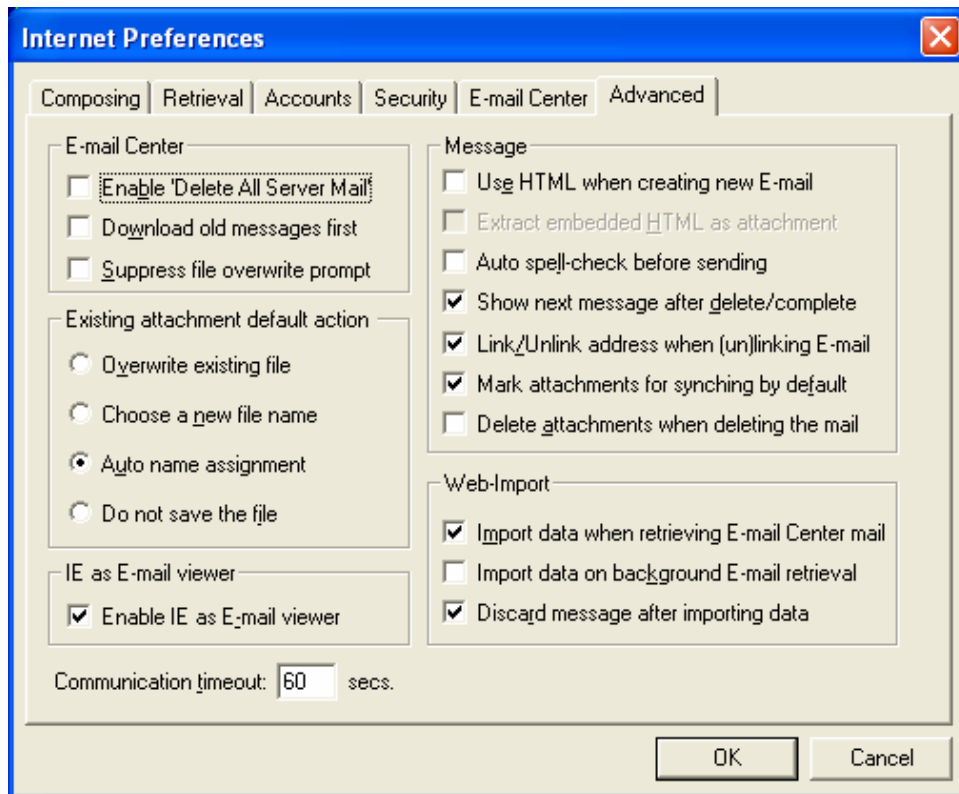 Internet Preferences
Composing Retrieval Accounts Security E-mail Center Advanced
E-mail Center
Enable 'Delete All Server Mail'
Download old messages first
Suppress file overwrite prompt
Existing attachment default action
Overwrite existing file
Choose a new file name
Auto name assignment
Do not save the file
IE as E-mail viewer
Enable IE as E-mail viewer
Communication timeout: 60 secs.
Message
Use HTML when creating new E-mail
Extract embedded HTML as attachment
Auto spell-check before sending
Show next message after delete/complete
Link/Unlink address when (un)linking E-mail
Mark attachments for synching by default
Delete attachments when deleting the mail
Web-Import
Import data when retrieving E-mail Center mail
Import data on background E-mail retrieval
Discard message after importing data
OK Cancel